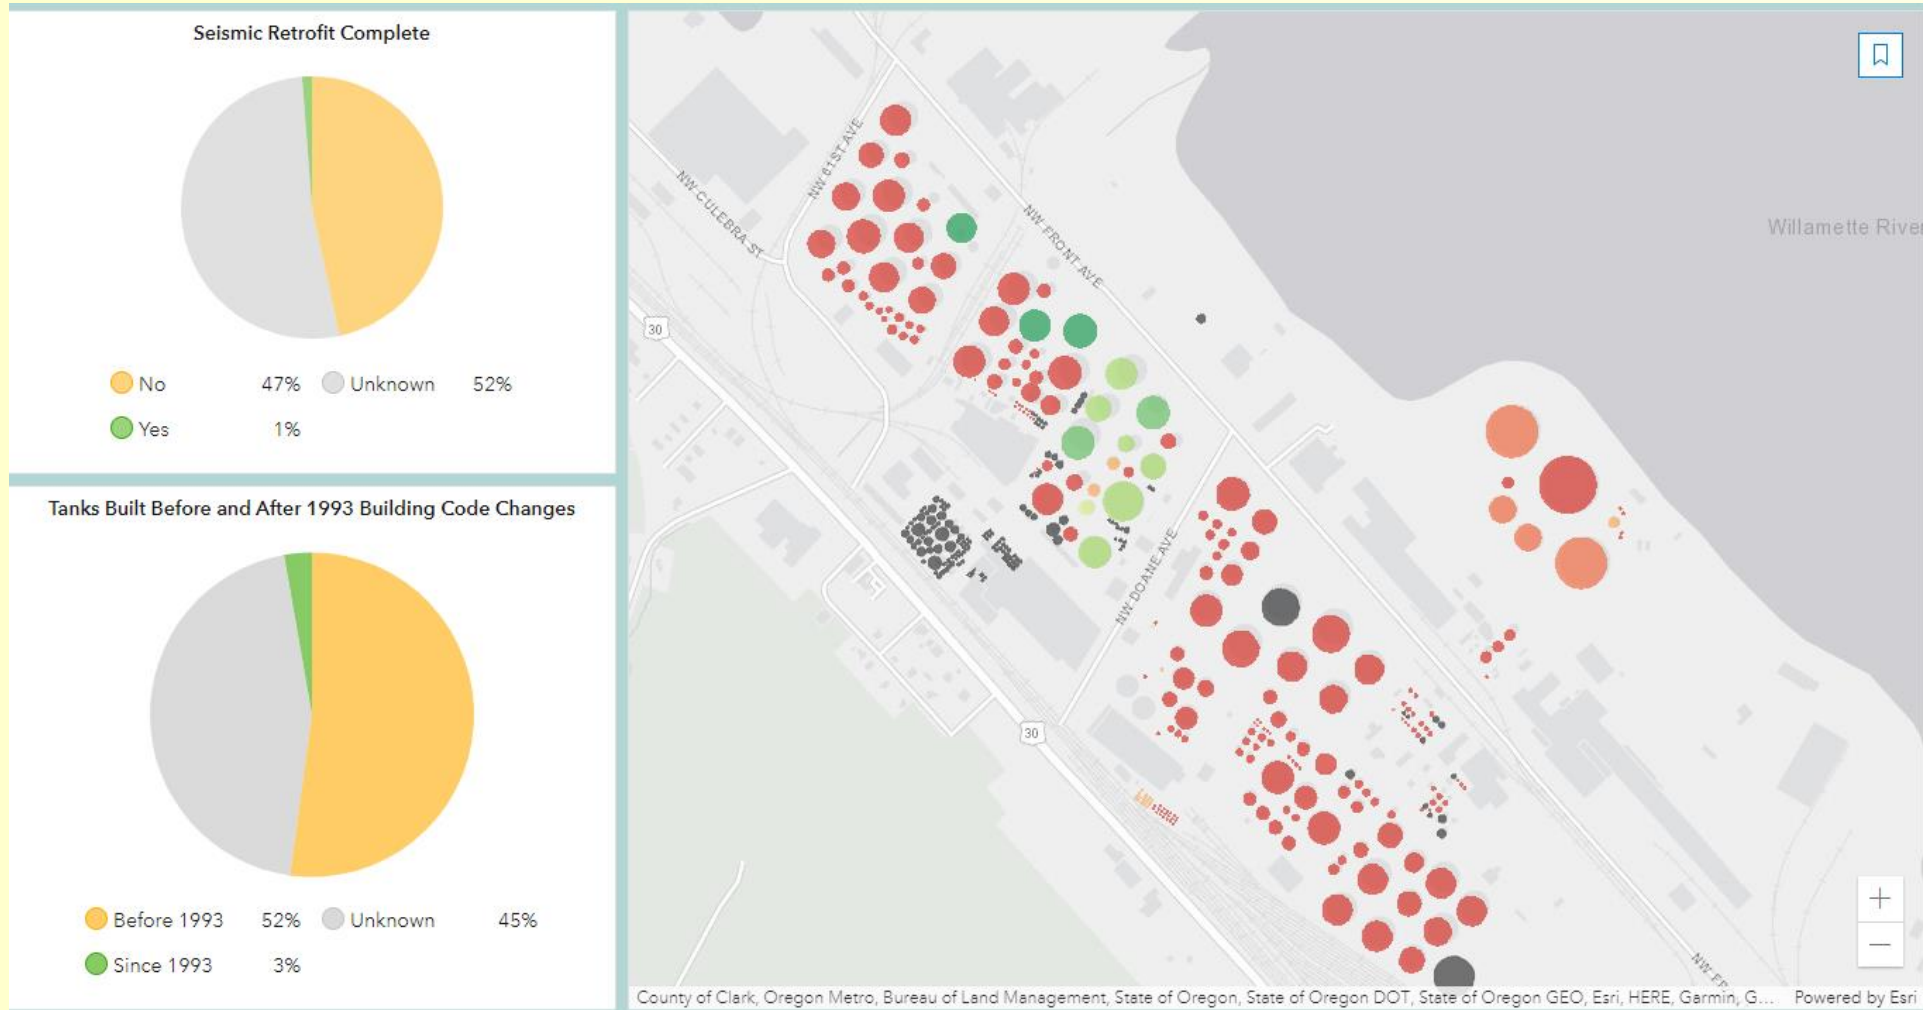 Seismic Retrofit Complete
No 47% Unknown 52%
Yes 1%
Tanks Built Before and After 1993 Building Code Changes
Before 1993 52% Unknown 45%
Since 1993 3%
NW 61ST AVE
NW CULEBRA ST
NW FRONT AVE
Willamette River
30
NW DOANE AVE
30
NW FR
+
−
County of Clark, Oregon Metro, Bureau of Land Management, State of Oregon, State of Oregon DOT, State of Oregon GEO, Esri, HERE, Garmin, G... Powered by Esri